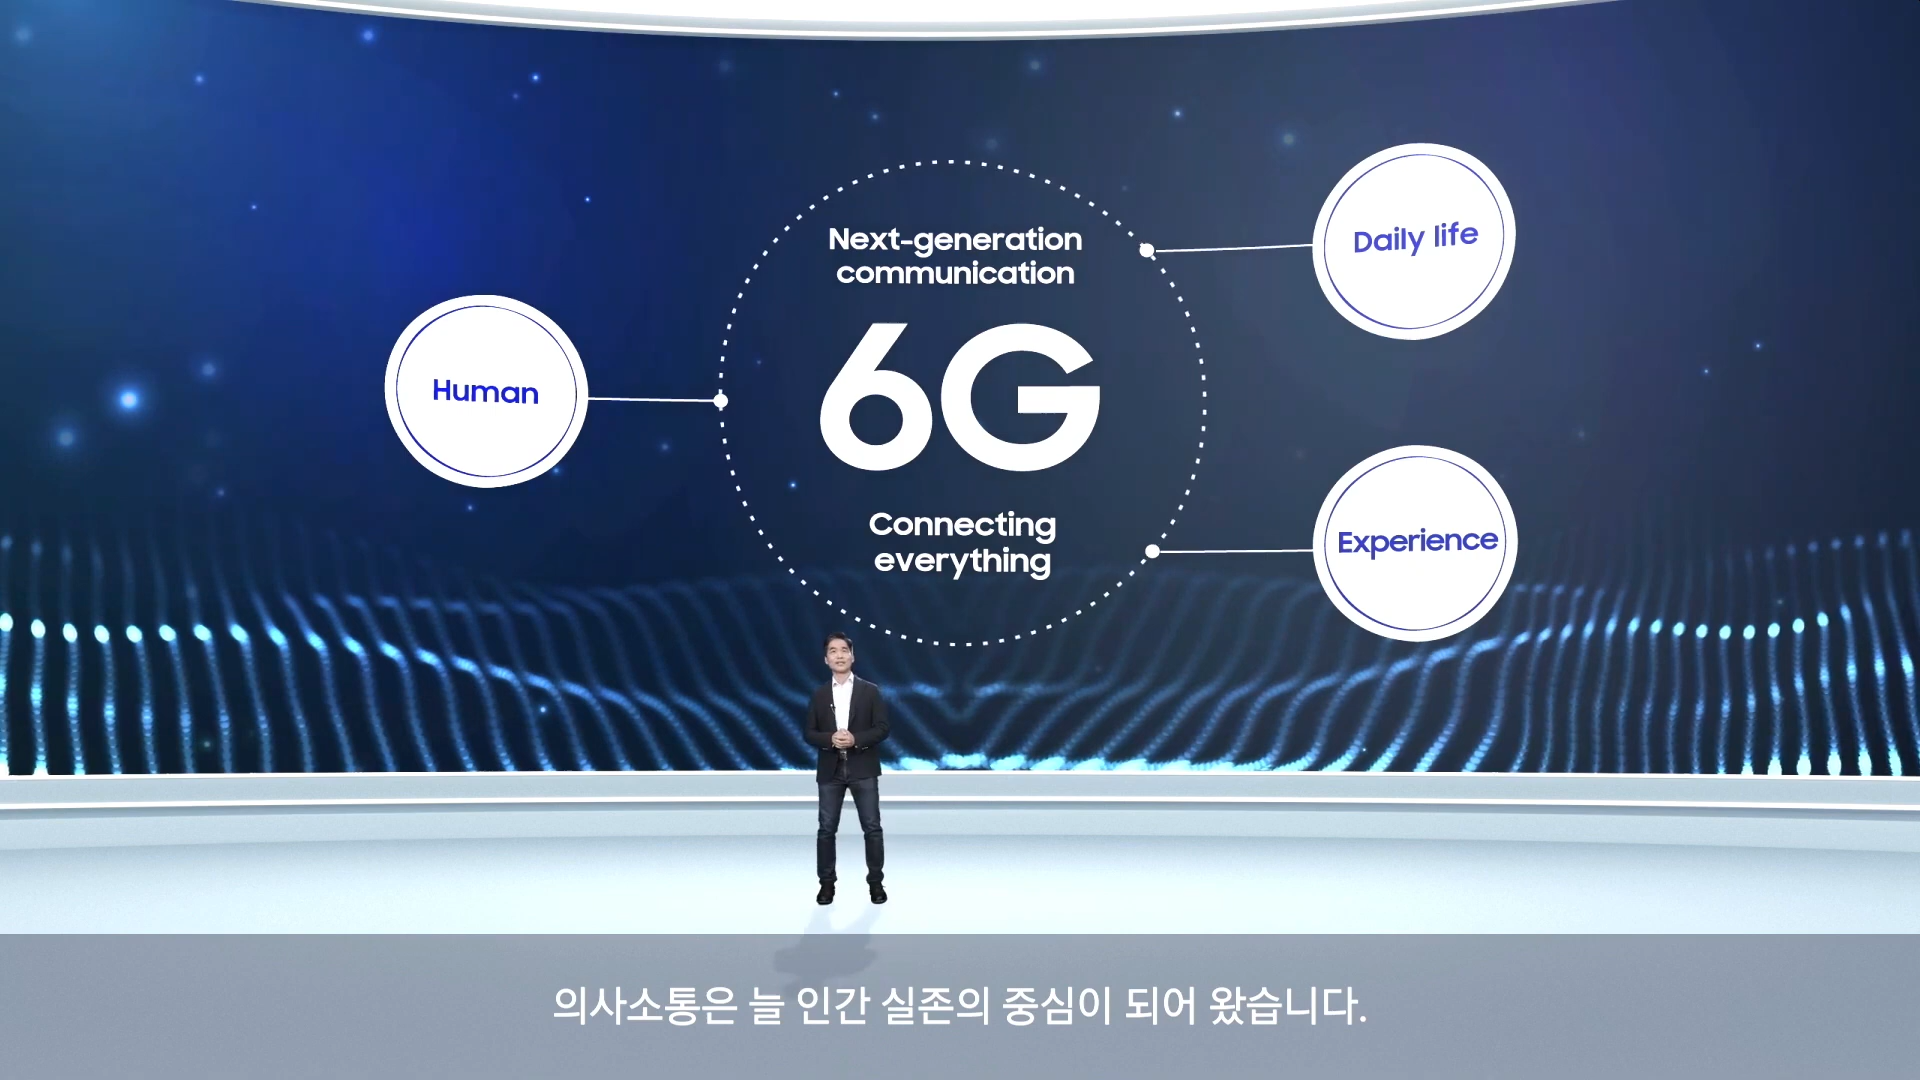 Next-generation
communication
6G
Connecting
everything
Human
Daily life
Experience
의사소통은 늘 인간 실존의 중심이 되어 왔습니다.